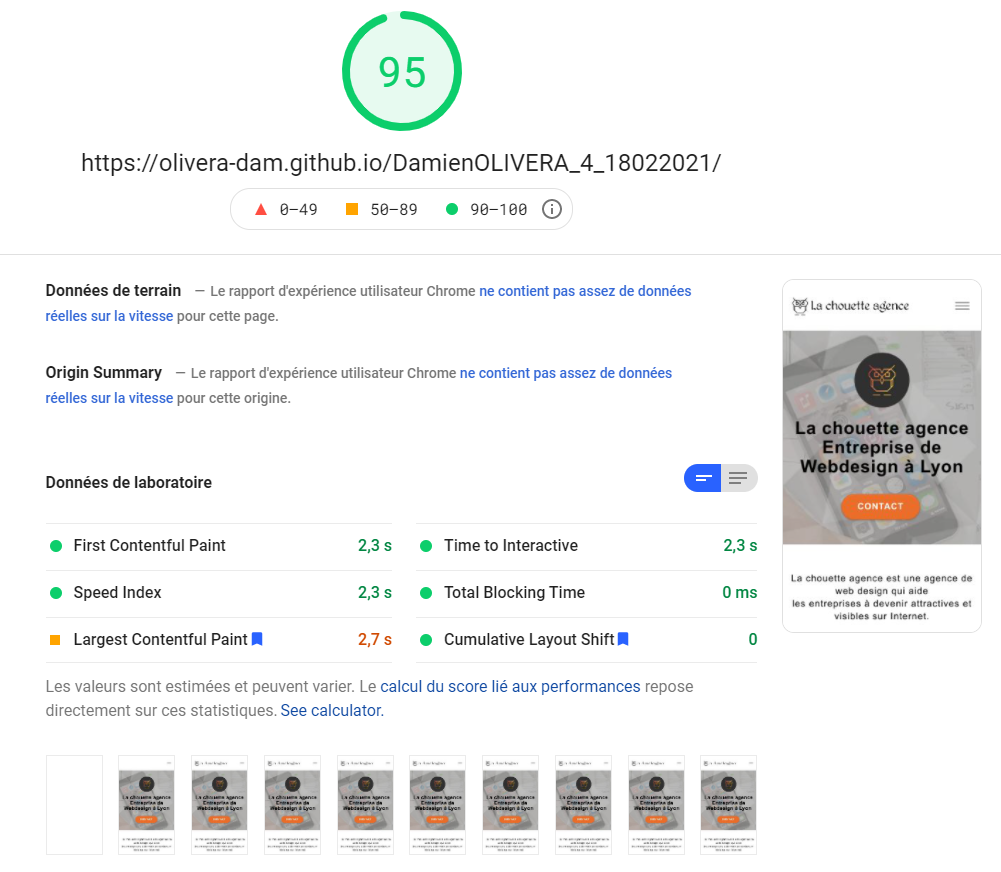 95
https://olivera-dam.github.io/DamienOLIVERA_4_18022021/
0–49 50–89 90–100
Données de terrain — Le rapport d'expérience utilisateur Chrome ne contient pas assez de données
réelles sur la vitesse pour cette page.
Origin Summary — Le rapport d'expérience utilisateur Chrome ne contient pas assez de données
réelles sur la vitesse pour cette origine.
Données de laboratoire
First Contentful Paint 2,3 s
Time to Interactive 2,3 s
Speed Index 2,3 s
Total Blocking Time 0 ms
Largest Contentful Paint 2,7 s
Cumulative Layout Shift 0
Les valeurs sont estimées et peuvent varier. Le calcul du score lié aux performances repose
directement sur ces statistiques. See calculator.
La chouette agence
La chouette agence
Entreprise de
Webdesign à Lyon
CONTACT
La chouette agence est une agence de
web design qui aide
les entreprises à devenir attractives et
visibles sur Internet.
La chouette agence
Entreprise de
Webdesign à Lyon
La chouette agence
Entreprise de
Webdesign à Lyon
La chouette agence
Entreprise de
Webdesign à Lyon
La chouette agence
Entreprise de
Webdesign à Lyon
La chouette agence
Entreprise de
Webdesign à Lyon
La chouette agence
Entreprise de
Webdesign à Lyon
La chouette agence
Entreprise de
Webdesign à Lyon
La chouette agence
Entreprise de
Webdesign à Lyon
La chouette agence
Entreprise de
Webdesign à Lyon